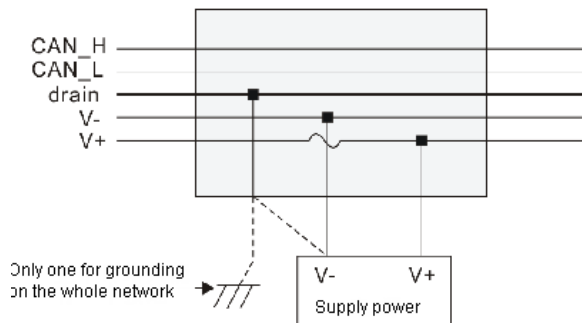 CAN_H
CAN_L
drain
V-
V+
Only one for grounding
on the whole network
V- V+
Supply power